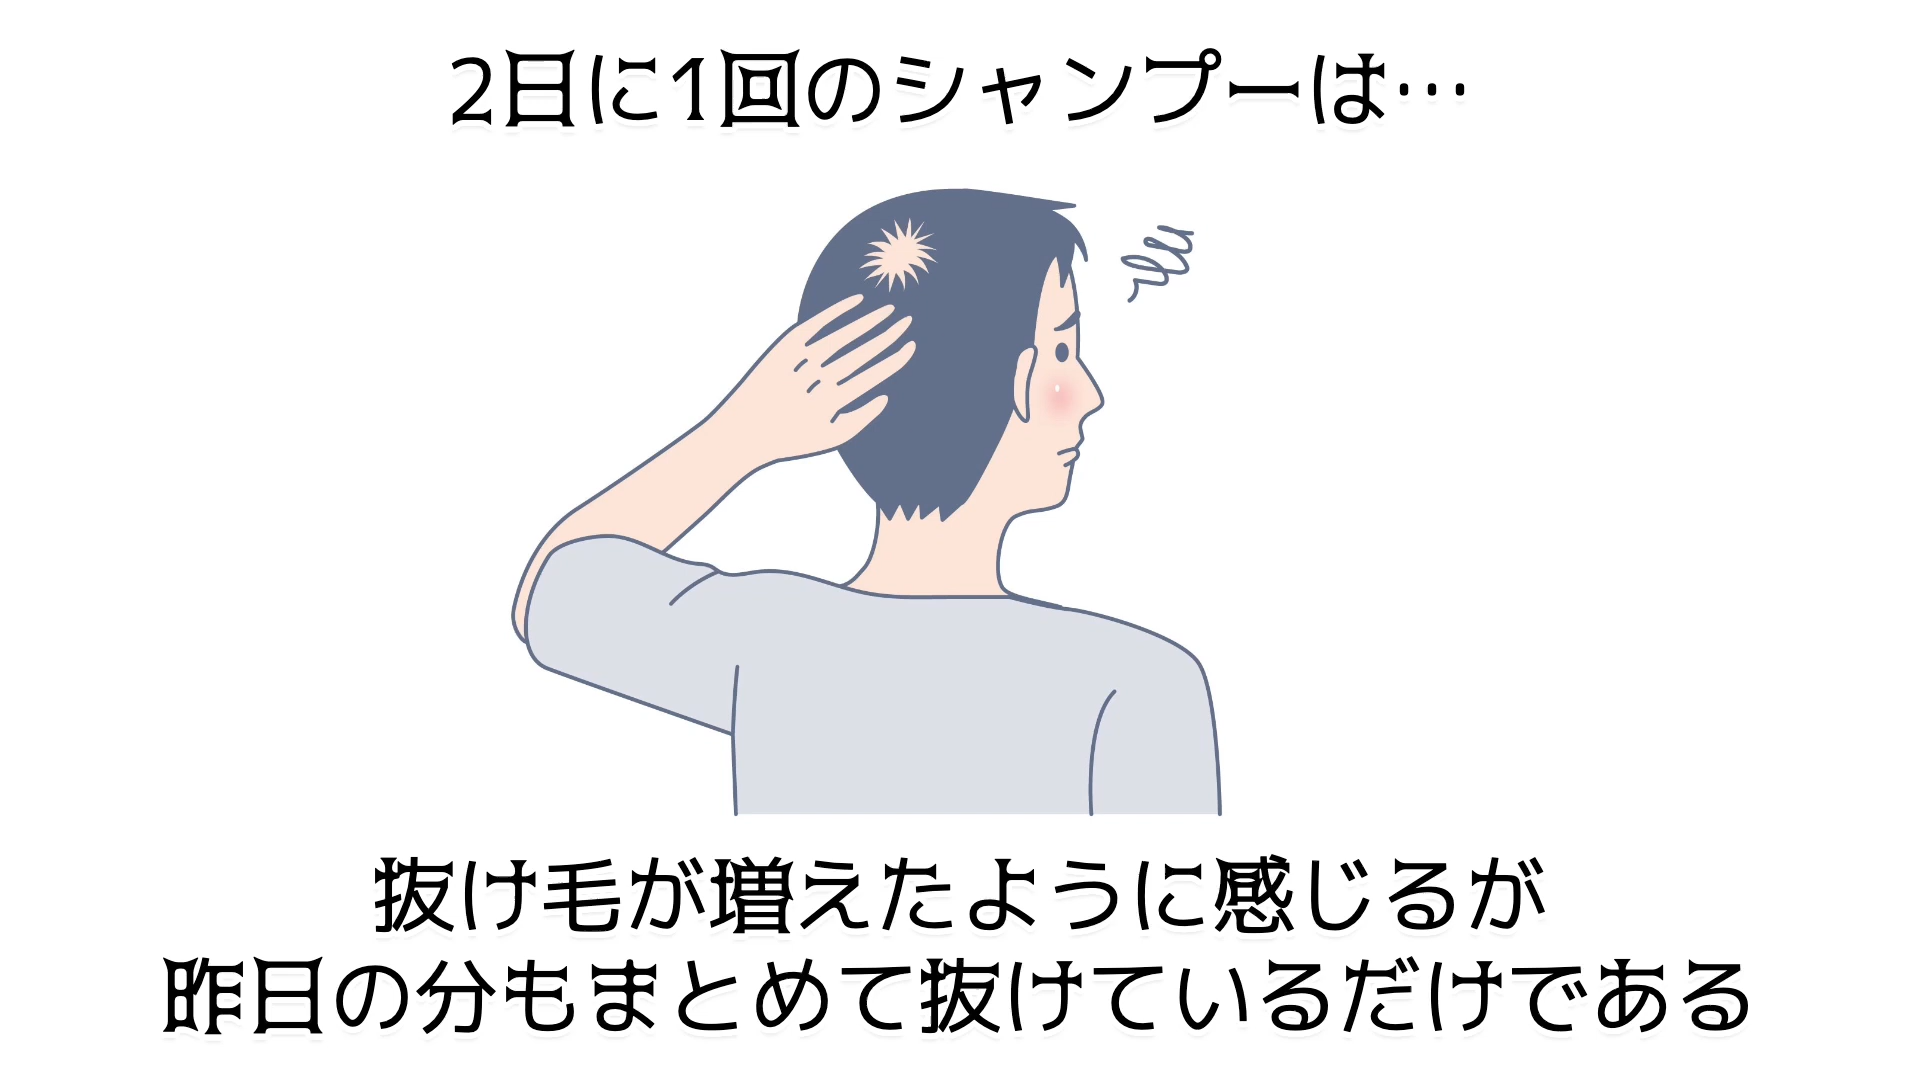 2日に1回のシャンプーは…
抜け毛が増えたように感じるが
昨日の分もまとめて抜けているだけである